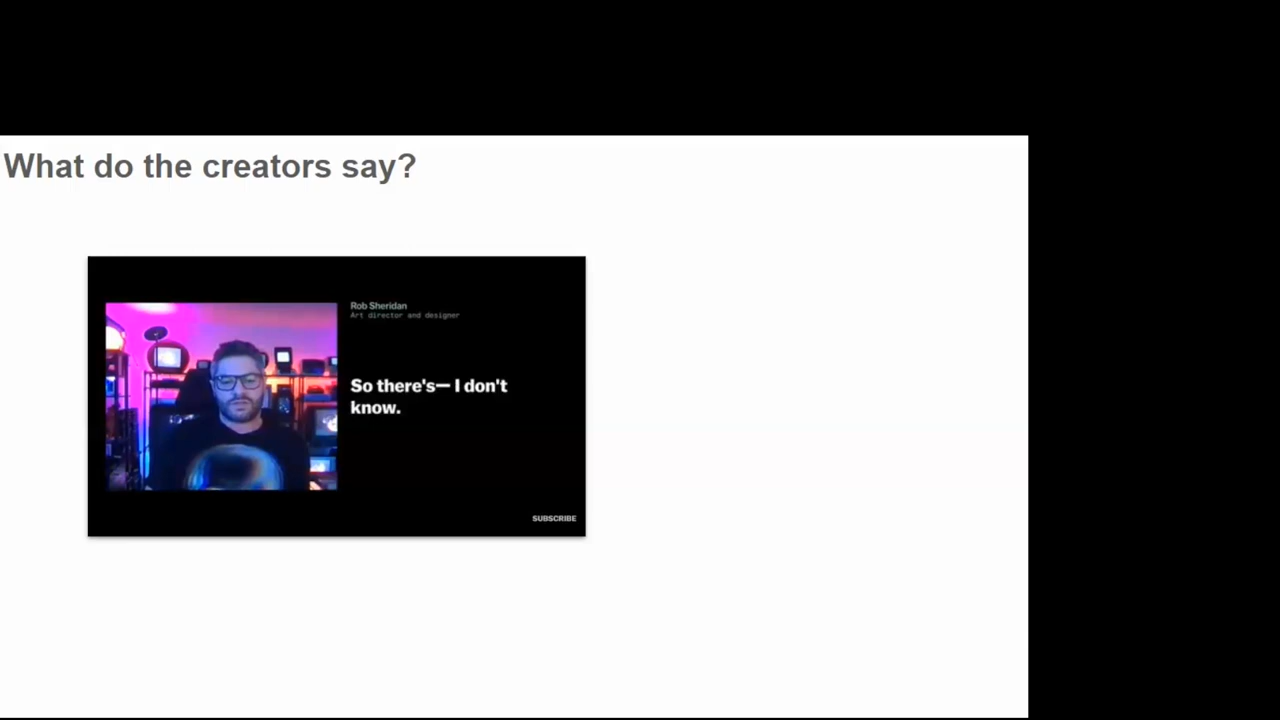 What do the creators say?
Rob Sheridan
Art director and designer
So there's— I don't
know.
SUBSCRIBE